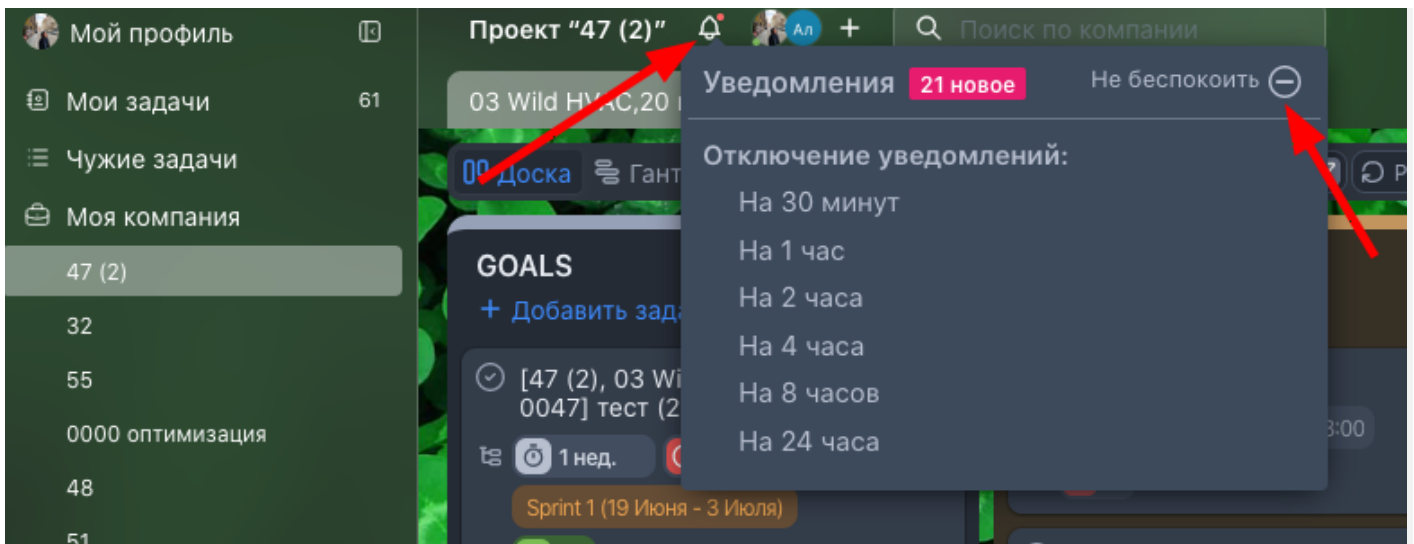 Мой профиль
Мои задачи 61
Чужие задачи
Моя компания
47 (2)
32
55
0000 оптимизация
48
51
Проект “47 (2)” Ал + Поиск по компании
03 Wild HVAC,20
Доска Гант
GOALS
+ Добавить зада
[47 (2), 03 Wi
0047] тест (2
1 нед.
Sprint 1 (19 Июня - 3 Июля)
Уведомления 21 новое Не беспокоить
Отключение уведомлений:
На 30 минут
На 1 час
На 2 часа
На 4 часа
На 8 часов
На 24 часа
3:00